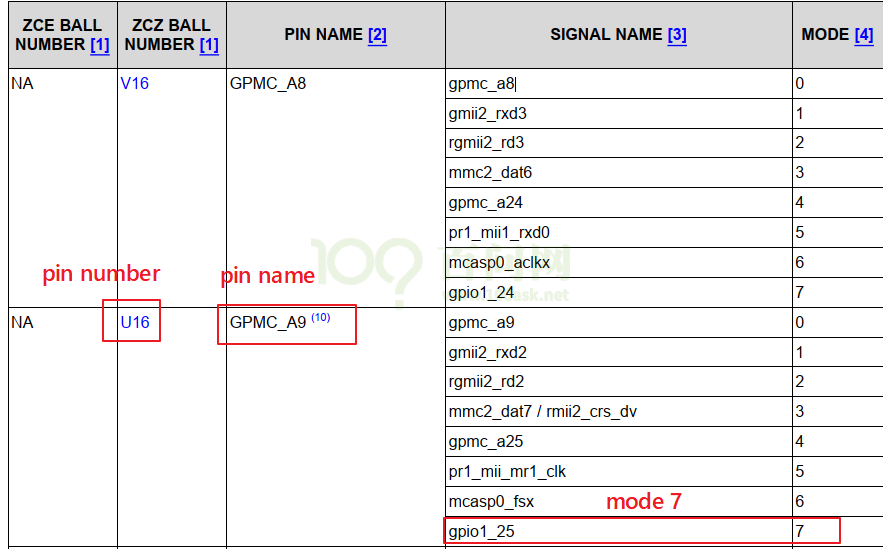 ZCE BALL NUMBER [1] ZCZ BALL NUMBER [1] PIN NAME [2] SIGNAL NAME [3] MODE [4]
NA V16 GPMC_A8 gpmc_a8 0
gmii2_rxd3 1
rgmii2_rd3 2
mmc2_dat6 3
gpmc_a24 4
pr1_mii1_rxd0 5
mcasp0_aclkx 6
pin number pin name
gpio1_24 7
NA U16 GPMC_A9 (10) gpmc_a9 0
gmii2_rxd2 1
rgmii2_rd2 2
mmc2_dat7 / rmii2_crs_dv 3
gpmc_a25 4
pr1_mii_mr1_clk 5
mcasp0_fsx mode 7 6
gpio1_25 7